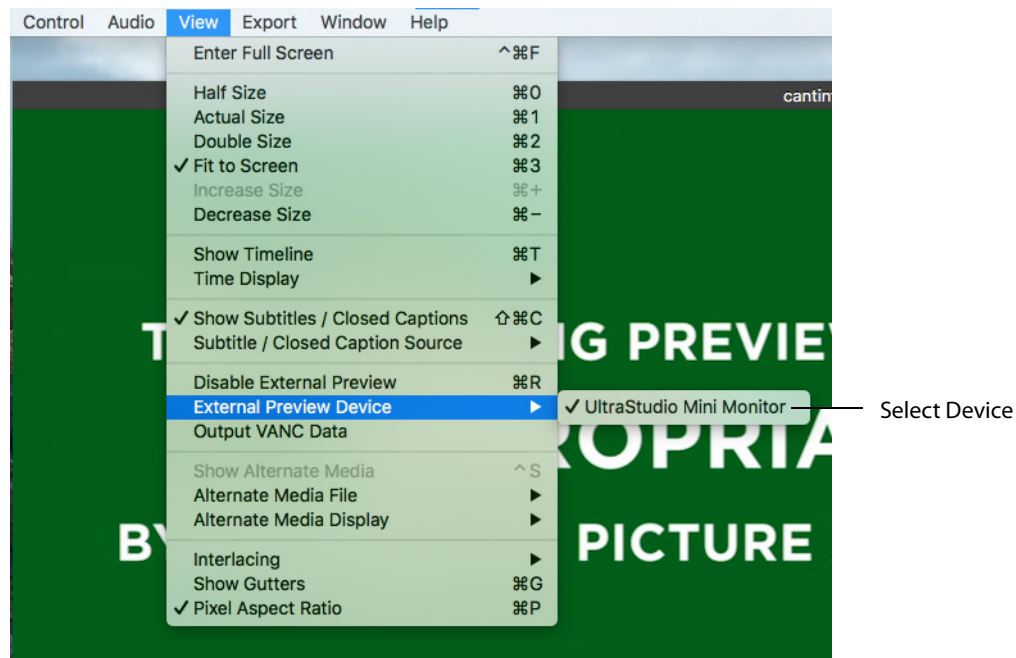 Control Audio View Export Window Help
Enter Full Screen ^⌘F
cantin
Half Size ⌘0
Actual Size ⌘1
Double Size ⌘2
✓ Fit to Screen ⌘3
Increase Size ⌘+
Decrease Size ⌘−
Show Timeline ⌘T
Time Display ▶
✓ Show Subtitles / Closed Captions ⇧⌘C
T IG PREVIE
Subtitle / Closed Caption Source ▶
Disable External Preview ⌘R
External Preview Device ▶ ✓ UltraStudio Mini Monitor Select Device
Output VANC Data
ROPRIA
Show Alternate Media ^S
Alternate Media File ▶
Alternate Media Display ▶
BY PICTURE
Interlacing ▶
Show Gutters ⌘G
✓ Pixel Aspect Ratio ⌘P